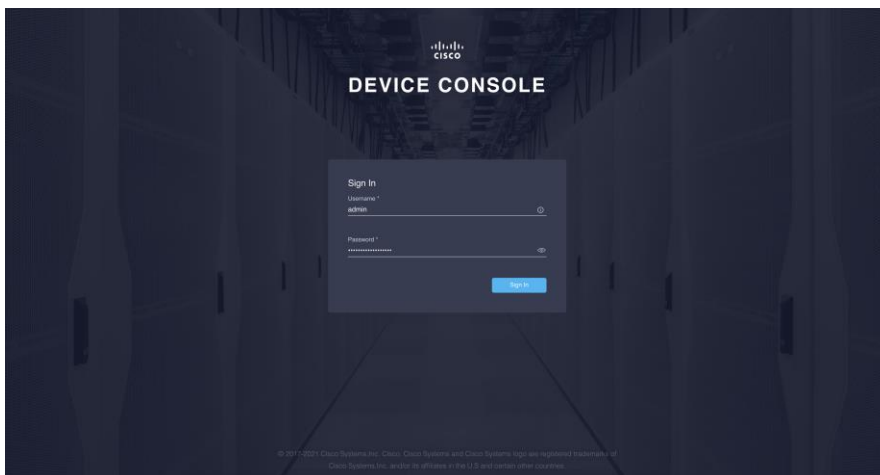 CISCO
DEVICE CONSOLE
Sign In
Username *
admin
Password *
••••••••••••••••••
Sign In
© 2017-2021 Cisco Systems,Inc. Cisco, Cisco Systems and Cisco Systems logo are registered trademarks of
Cisco Systems,Inc. and/or its affiliates in the U.S and certain other countries.